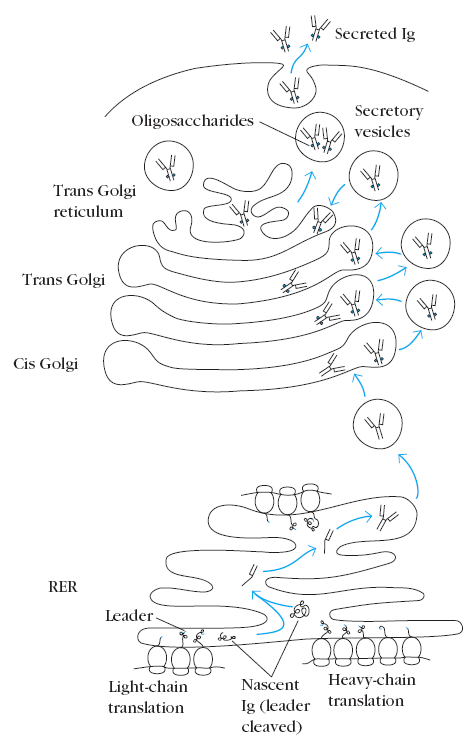 Secreted Ig
Oligosaccharides
Secretory
vesicles
Trans Golgi
reticulum
Trans Golgi
Cis Golgi
RER
Leader
Light-chain
translation
Nascent
Ig (leader
cleaved)
Heavy-chain
translation